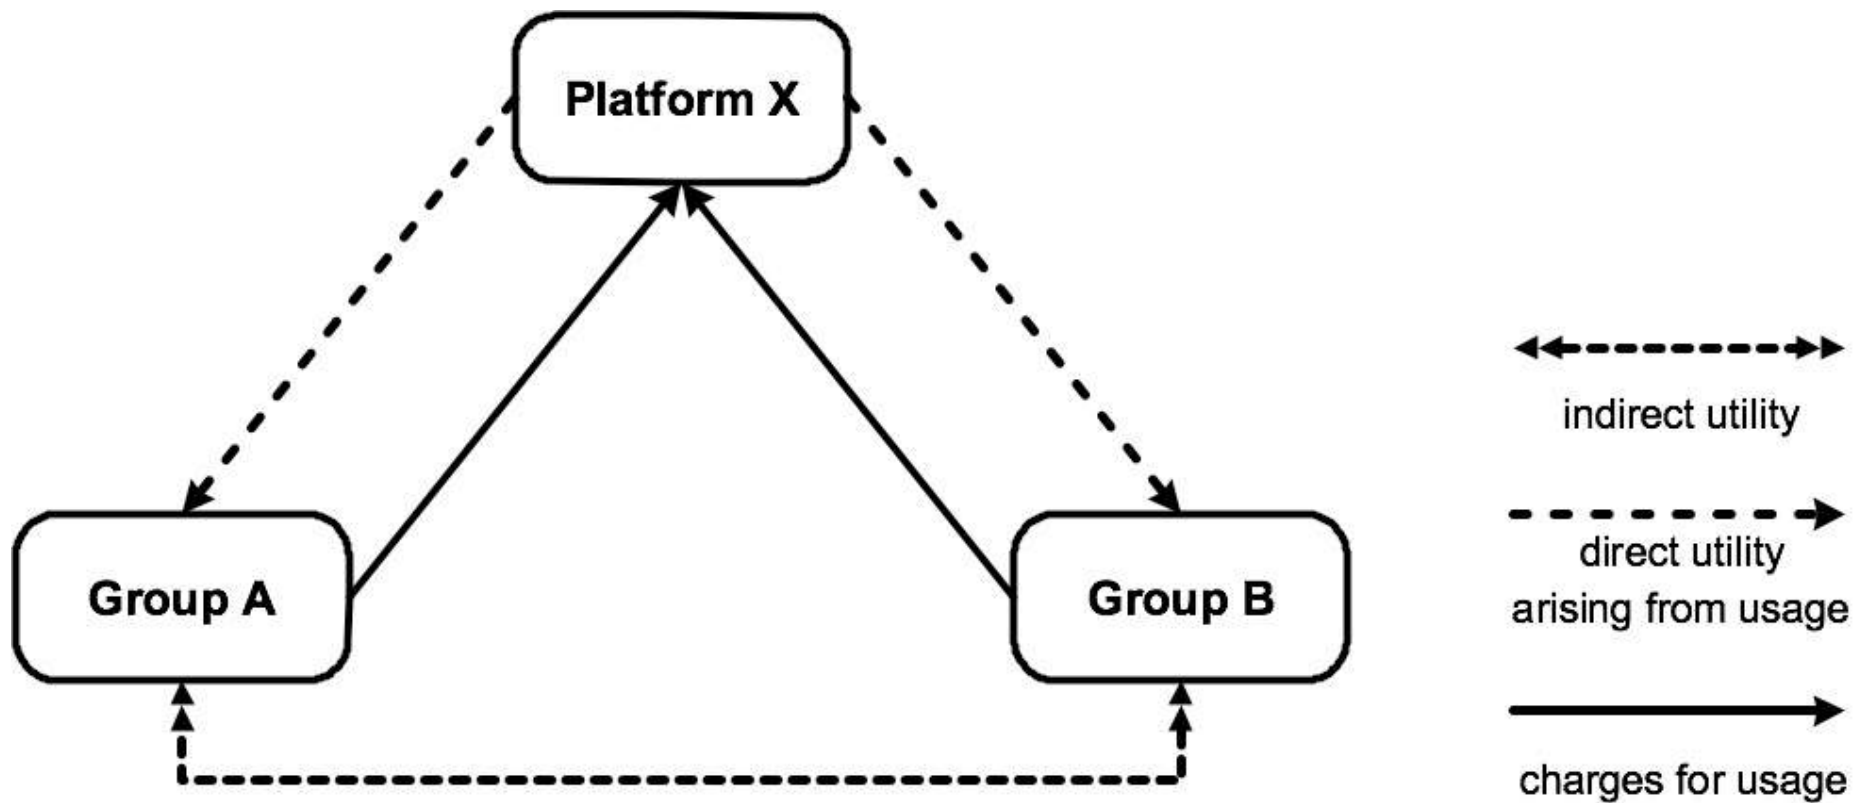 Platform X
Group A
Group B
indirect utility
direct utility
arising from usage
charges for usage